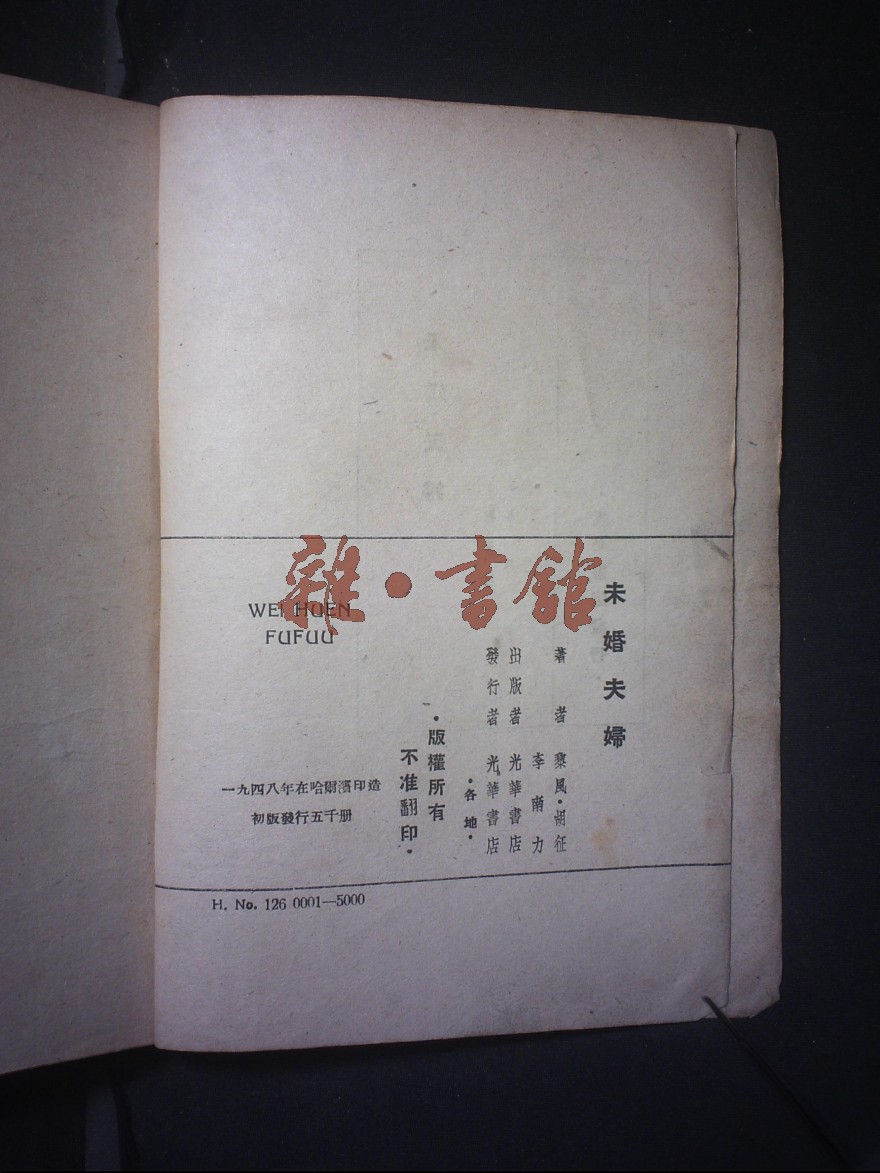 雜·書館
未婚夫婦
著者 黎風·胡征
李南力
出版者 光華書店
發行者 光華書店
·各地·
·版權所有
不准翻印·
WEI HUEN
FUFUU
一九四八年在哈爾濱印造
初版發行五千册
H. No. 126 0001—5000